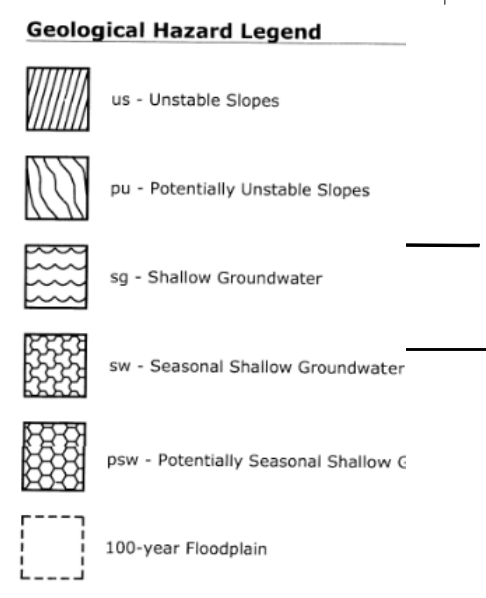 Geological Hazard Legend
us - Unstable Slopes
pu - Potentially Unstable Slopes
sg - Shallow Groundwater
sw - Seasonal Shallow Groundwater
psw - Potentially Seasonal Shallow
100-year Floodplain